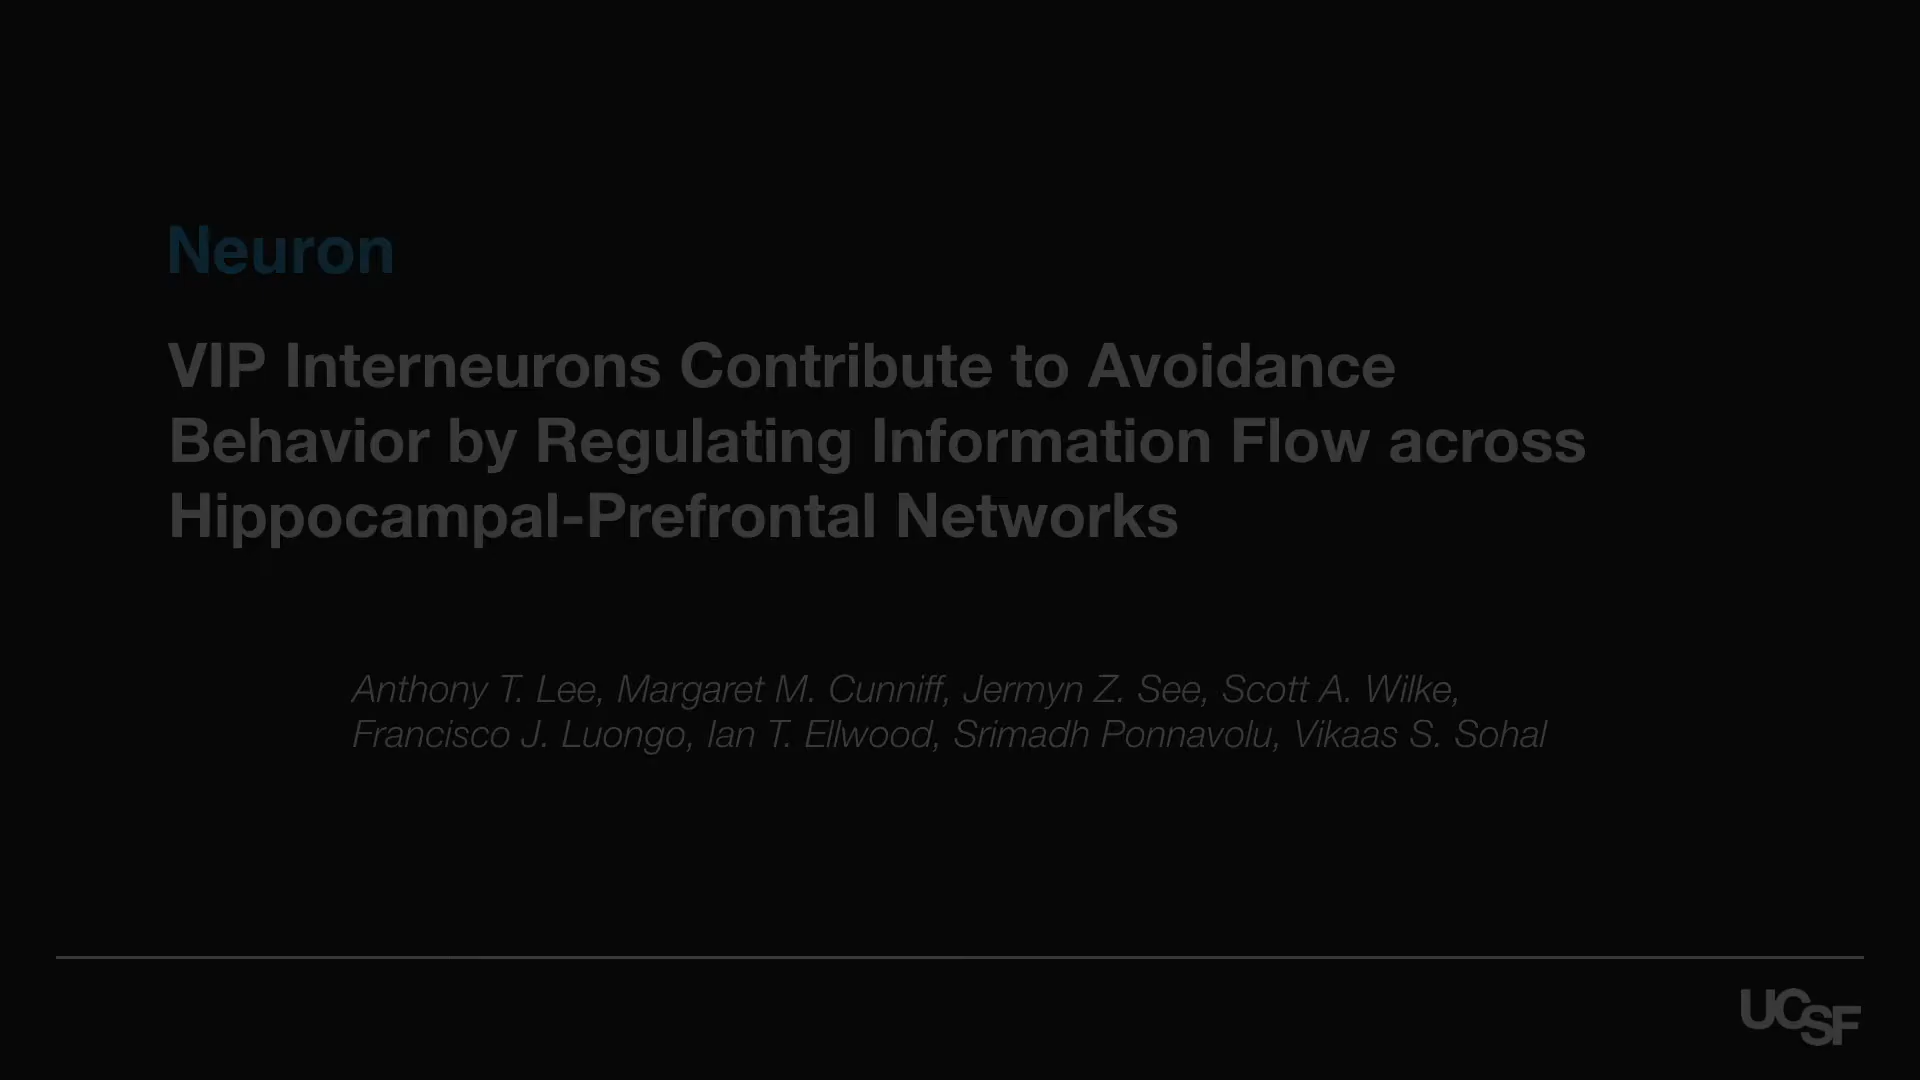 Neuron
VIP Interneurons Contribute to Avoidance
Behavior by Regulating Information Flow across
Hippocampal-Prefrontal Networks
Anthony T. Lee, Margaret M. Cunniff, Jermyn Z. See, Scott A. Wilke,
Francisco J. Luongo, Ian T. Ellwood, Srimadh Ponnavolu, Vikaas S. Sohal
UCSF